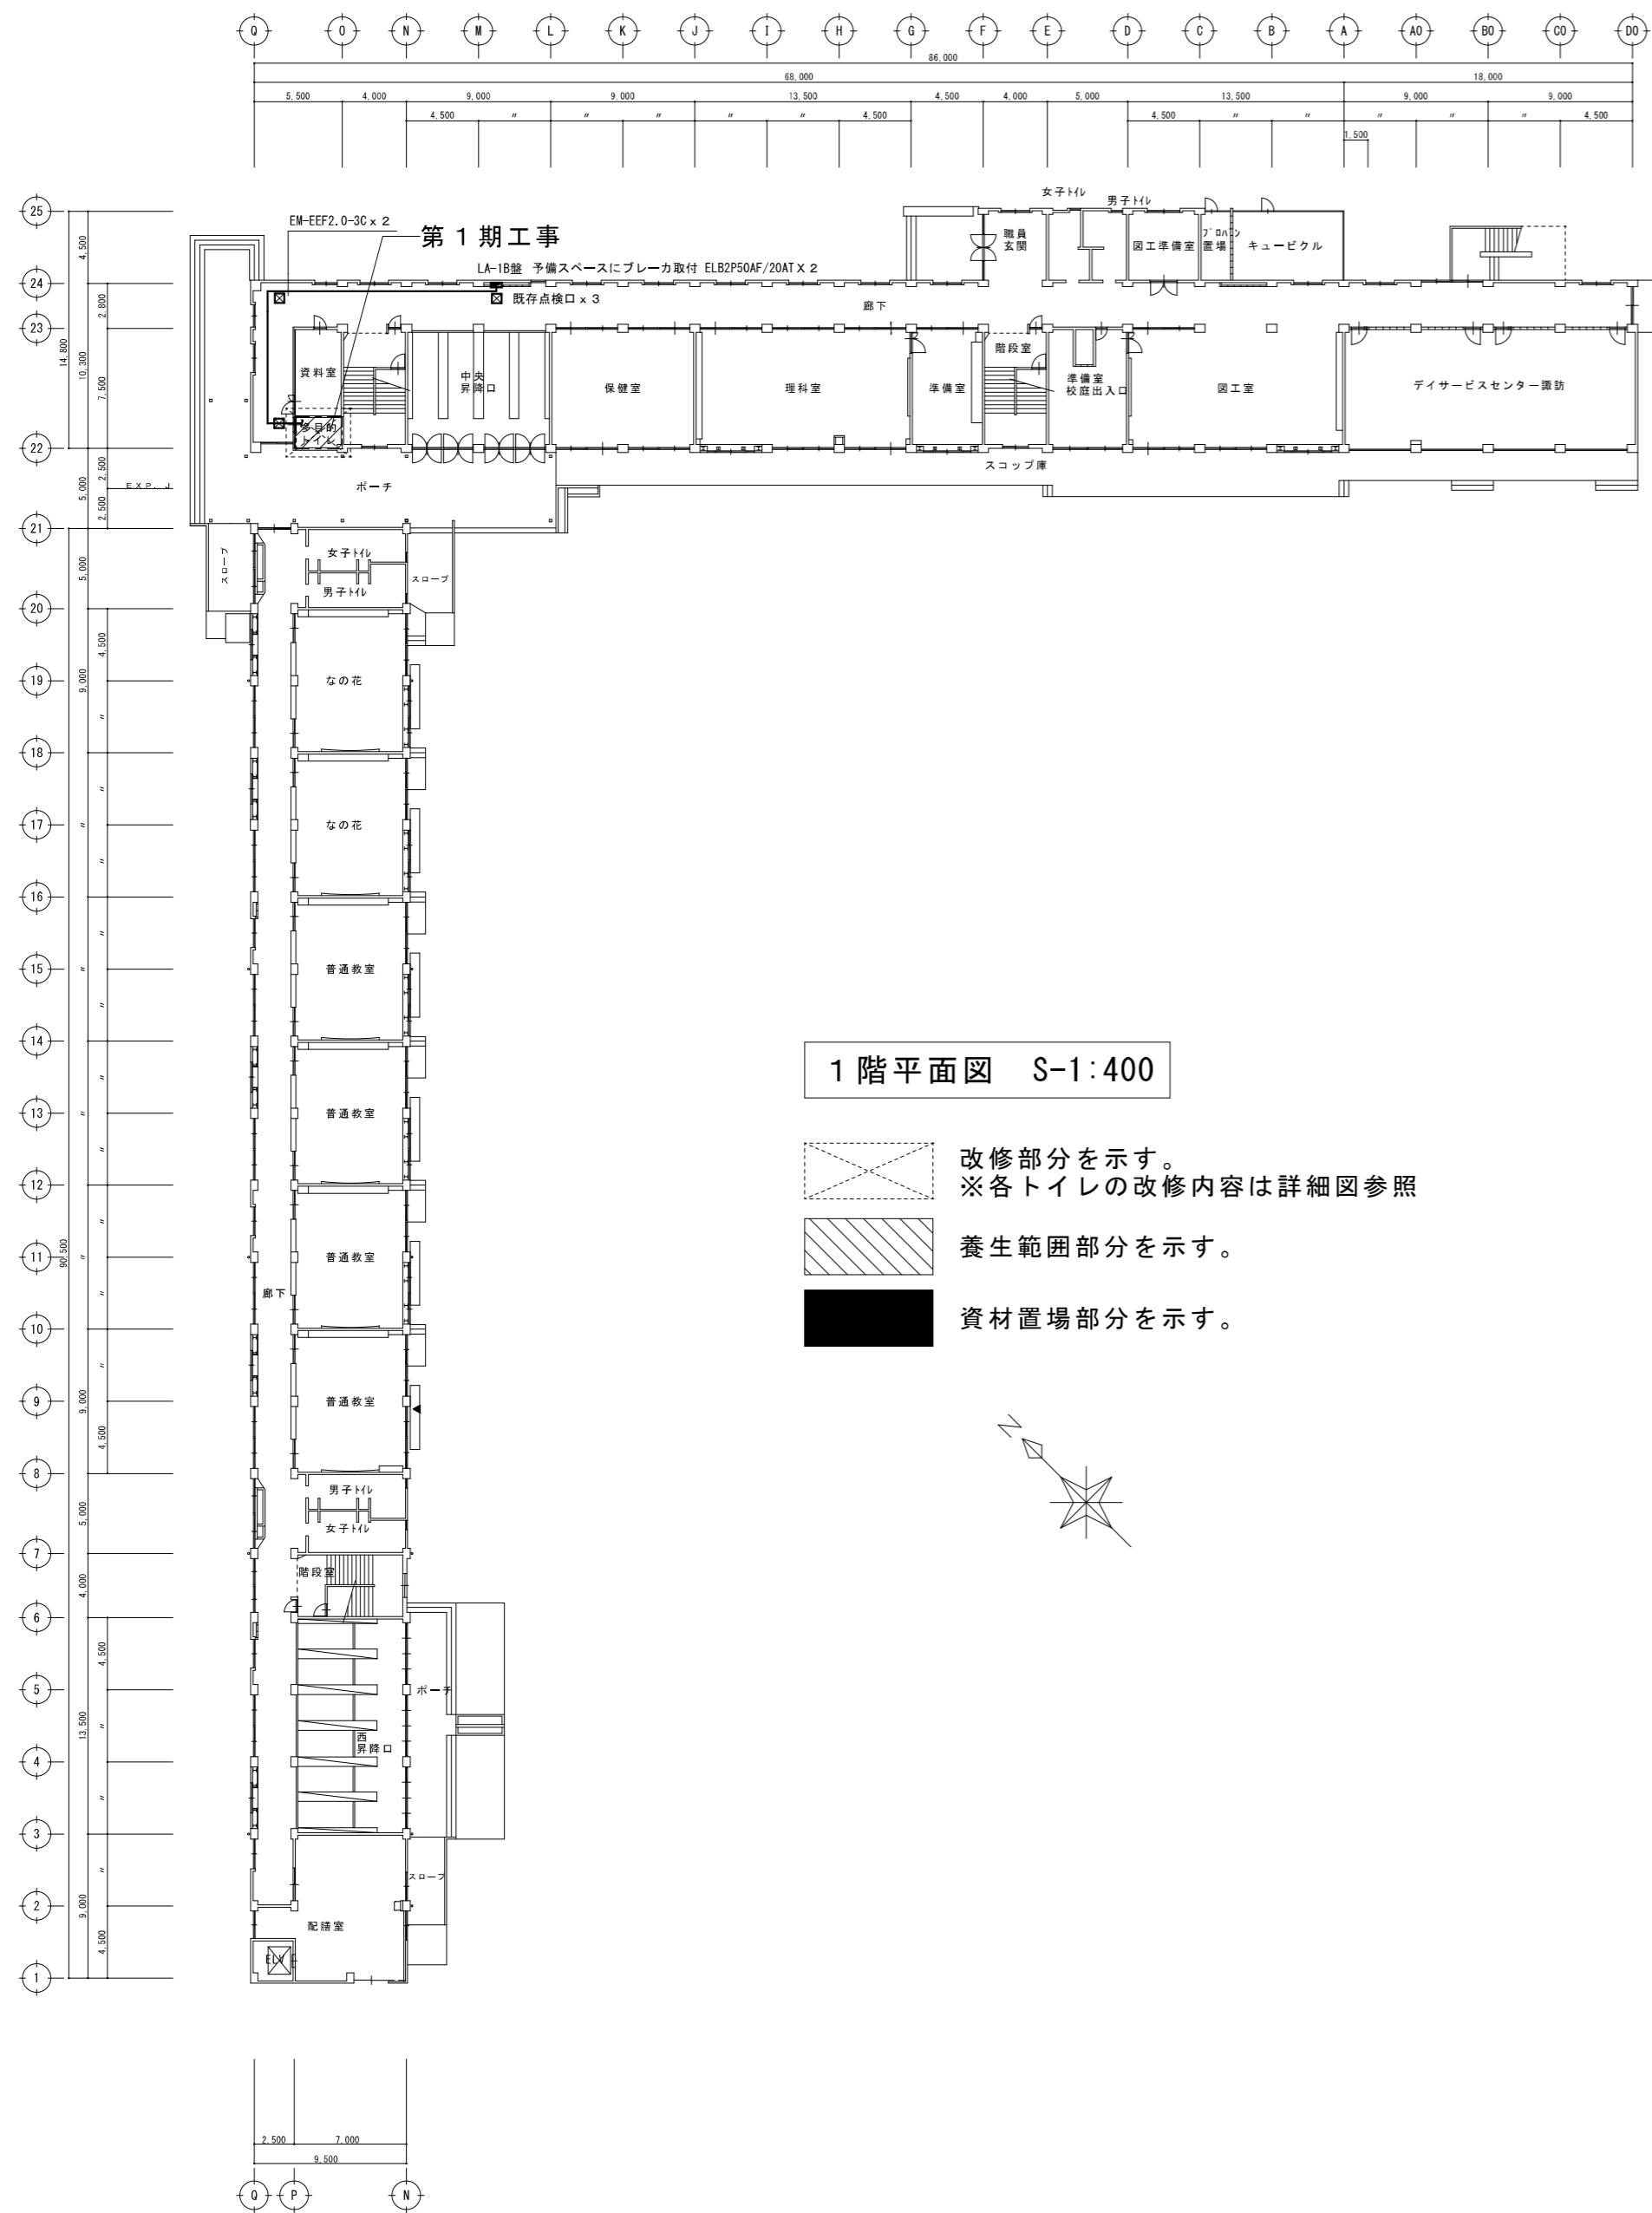 Q O N M L K J I H G F E D C B A A0 B0 C0 D0
86,000
68,000 18,000
5,500 4,000 9,000 9,000 13,500 4,500 4,000 5,000 13,500 9,000 9,000
4,500 〃 〃 〃 〃 〃 4,500 4,500 〃 〃 〃 〃 〃 4,500
1,500
女子トイレ
男子トイレ
25
EM-EEF2.0-3C x 2
第１期工事
職員
玄関
図工準備室
プロパン
置場
キュービクル
4,500
LA-1B盤 予備スペースにブレーカ取付 ELB2P50AF/20AT X 2
24
既存点検口 x 3
廊下
2,800
23
14,800
10,300
7,500
資料室
中央
昇降口
保健室
理科室
準備室
階段室
準備室
校庭出入口
図工室
デイサービスセンター諏訪
多目的
トイレ
22
スコップ庫
2,500
5,000
EXP. J
ポーチ
2,500
21
女子トイレ
スロープ
5,000
男子トイレ
スロープ
20
4,500
19
9,000
なの花
〃
18
〃
17
〃
なの花
〃
16
〃
15
〃
普通教室
〃
14
〃
１階平面図 S-1:400
13
〃
普通教室
〃
改修部分を示す。
12
※各トイレの改修内容は詳細図参照
〃
11
90,500
〃
普通教室
養生範囲部分を示す。
廊下
〃
10
資材置場部分を示す。
〃
9
9,000
普通教室
4,500
N
8
男子トイレ
5,000
女子トイレ
7
階段室
4,000
6
4,500
5
ポーチ
13,500
〃
西
昇降口
4
〃
3
〃
スロープ
2
9,000
配膳室
4,500
ELV
1
2,500 7,000
9,500
Q P N